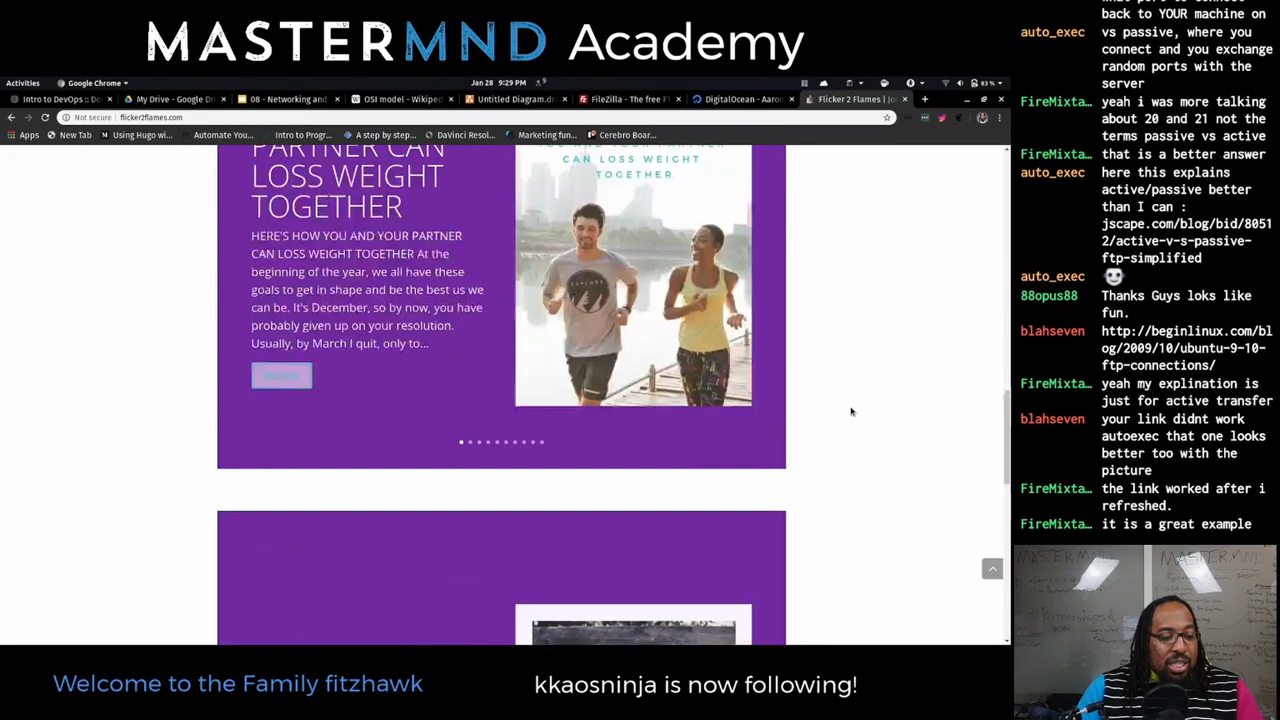 MASTERMND Academy
Activities
Google Chrome
Jan 28 9:29 PM
83 %
Intro to DevOps :: Do
My Drive - Google Dr
08 - Networking and
OSI model - Wikiped
Untitled Diagram.dr
FileZilla - The free F
DigitalOcean - Aaron
Flicker 2 Flames | Jo
Not secure
flicker2flames.com
Apps
New Tab
Using Hugo wi...
Automate You...
Intro to Progr...
A step by step...
DaVinci Resol...
Marketing fun...
Cerebro Boar...
PARTNER CAN
LOSS WEIGHT
TOGETHER
HERE'S HOW YOU AND YOUR PARTNER
CAN LOSS WEIGHT TOGETHER At the
beginning of the year, we all have these
goals to get in shape and be the best us we
can be. It's December, so by now, you have
probably given up on your resolution.
Usually, by March I quit, only to...
YOU AND YOUR PARTNER
CAN LOSS WEIGHT
TOGETHER
EXPLORE
back to YOUR machine on
auto_exec vs passive, where you
connect and you exchange
random ports with the
server
FireMixta… yeah i was more talking
about 20 and 21 not the
terms passive vs active
FireMixta… that is a better answer
auto_exec here this explains
active/passive better
than I can :
jscape.com/blog/bid/8051
2/active-v-s-passive-
ftp-simplified
auto_exec
88opus88 Thanks Guys loks like
fun.
blahseven http://beginlinux.com/bl
og/2009/10/ubuntu-9-10-
ftp-connections/
FireMixta… yeah my explination is
just for active transfer
blahseven your link didnt work
autoexec that one looks
better too with the
picture
FireMixta… the link worked after i
refreshed.
FireMixta… it is a great example
MASTERMND
MASTERMND
Welcome to the Family fitzhawk
kkaosninja is now following!